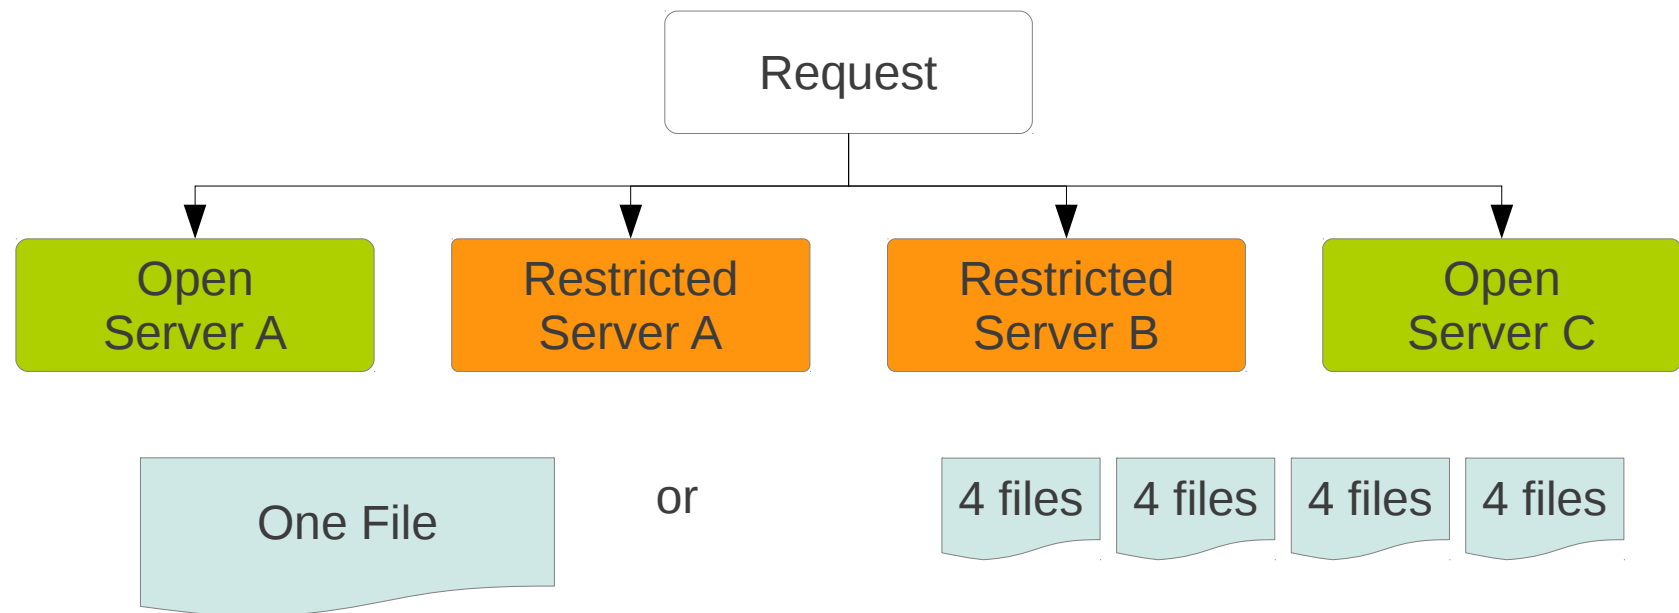 Request
Open
Server A
Restricted
Server A
Restricted
Server B
Open
Server C
One File
or
4 files
4 files
4 files
4 files